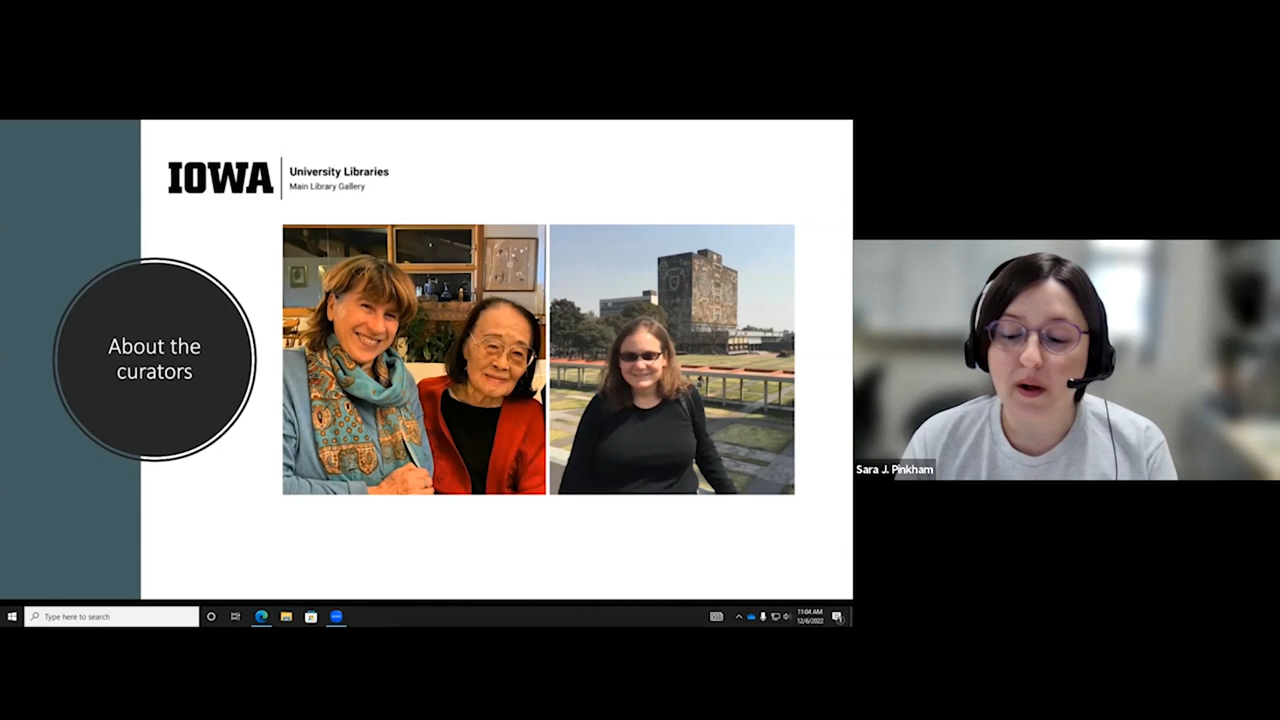 IOWA
University Libraries
Main Library Gallery
About the
curators
Sara J. Pinkham
Type here to search
11:04 AM
12/6/2022